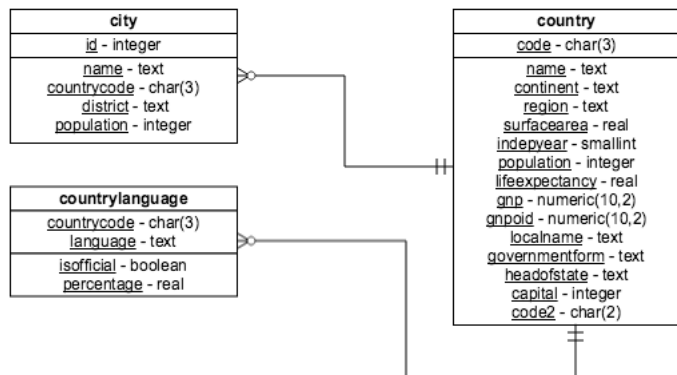 city
id - integer
name - text
countrycode - char(3)
district - text
population - integer
countrylanguage
countrycode - char(3)
language - text
isofficial - boolean
percentage - real
country
code - char(3)
name - text
continent - text
region - text
surfacearea - real
indepyear - smallint
population - integer
lifeexpectancy - real
gnp - numeric(10,2)
gnpoid - numeric(10,2)
localname - text
governmentform - text
headofstate - text
capital - integer
code2 - char(2)